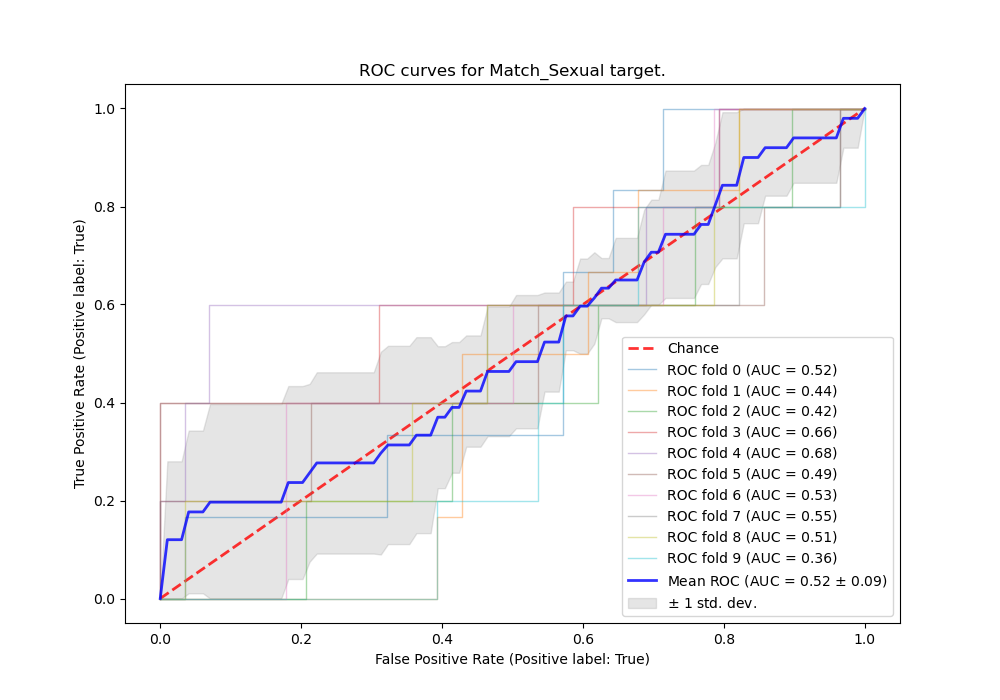 ROC curves for Match_Sexual target.
True Positive Rate (Positive label: True)
1.0
0.8
0.6
0.4
0.2
0.0
Chance
ROC fold 0 (AUC = 0.52)
ROC fold 1 (AUC = 0.44)
ROC fold 2 (AUC = 0.42)
ROC fold 3 (AUC = 0.66)
ROC fold 4 (AUC = 0.68)
ROC fold 5 (AUC = 0.49)
ROC fold 6 (AUC = 0.53)
ROC fold 7 (AUC = 0.55)
ROC fold 8 (AUC = 0.51)
ROC fold 9 (AUC = 0.36)
Mean ROC (AUC = 0.52 ± 0.09)
± 1 std. dev.
0.0 0.2 0.4 0.6 0.8 1.0
False Positive Rate (Positive label: True)